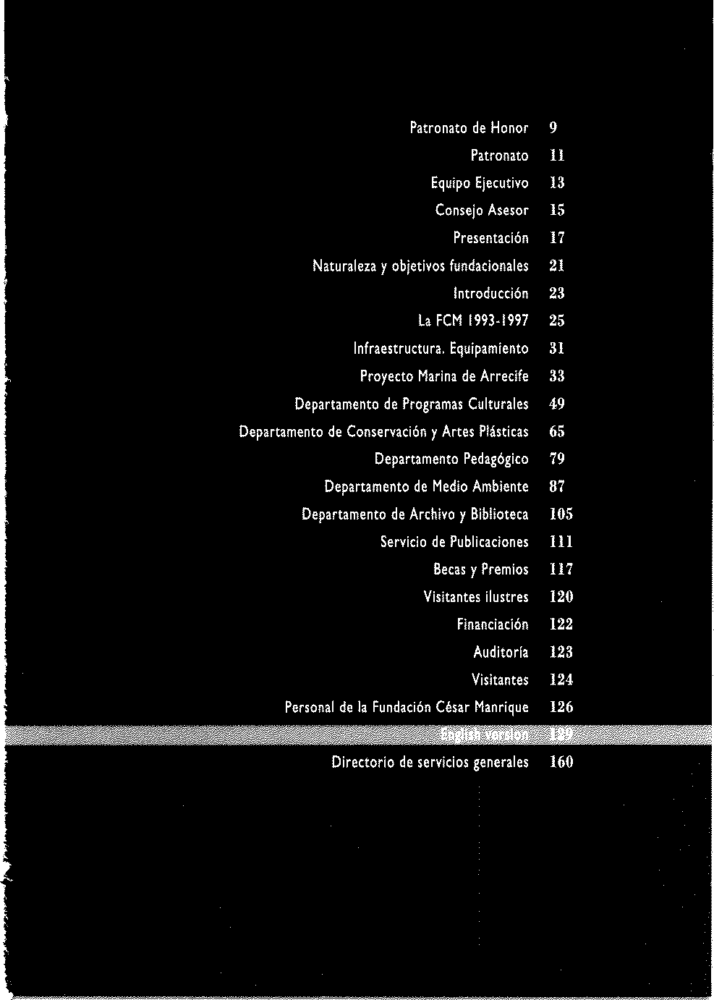 Patronato de Honor 9
Patronato 11
Equipo Ejecutivo 13
Consejo Asesor 15
Presentación 17
Naturaleza y objetivos fundacionales 21
Introducción 23
La FCM 1993-1997 25
Infraestructura. Equipamiento 31
Proyecto Marina de Arrecife 33
Departamento de Programas Culturales 49
Departamento de Conservación y Artes Plásticas 65
Departamento Pedagógico 79
Departamento de Medio Ambiente 87
Departamento de Archivo y Biblioteca 105
Servicio de Publicaciones 111
Becas y Premios 117
Visitantes ilustres 120
Financiación 122
Auditoría 123
Visitantes 124
Personal de la Fundación César Manrique 126
English version 129
Directorio de servicios generales 160